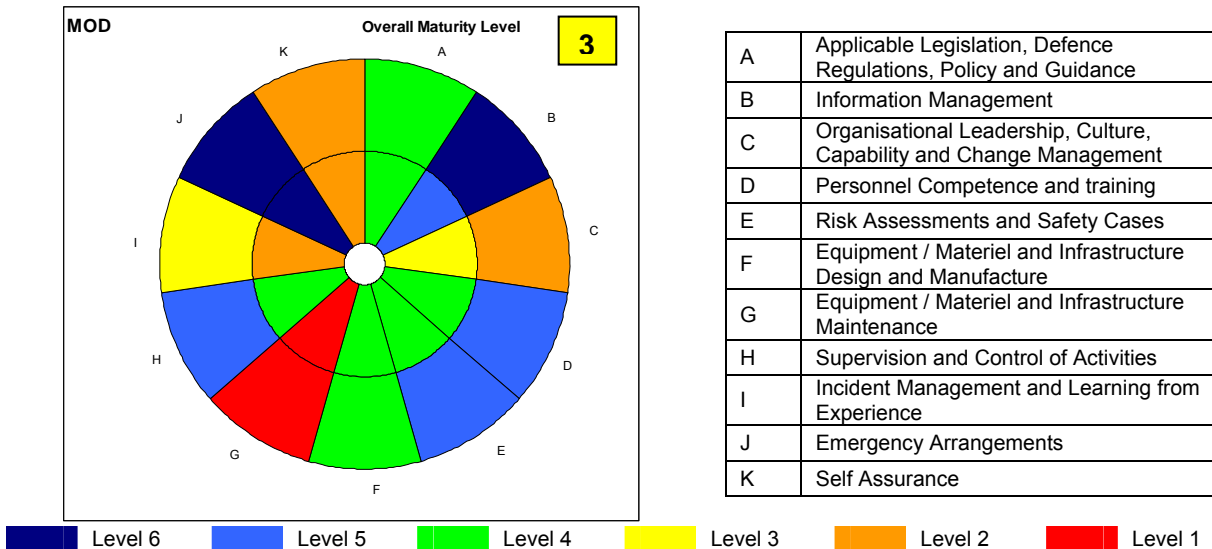 MOD
Overall Maturity Level
3
K
A
J
B
I
C
H
D
G
E
F
A
Applicable Legislation, Defence
Regulations, Policy and Guidance
B
Information Management
C
Organisational Leadership, Culture,
Capability and Change Management
D
Personnel Competence and training
E
Risk Assessments and Safety Cases
F
Equipment / Materiel and Infrastructure
Design and Manufacture
G
Equipment / Materiel and Infrastructure
Maintenance
H
Supervision and Control of Activities
I
Incident Management and Learning from
Experience
J
Emergency Arrangements
K
Self Assurance
Level 6
Level 5
Level 4
Level 3
Level 2
Level 1